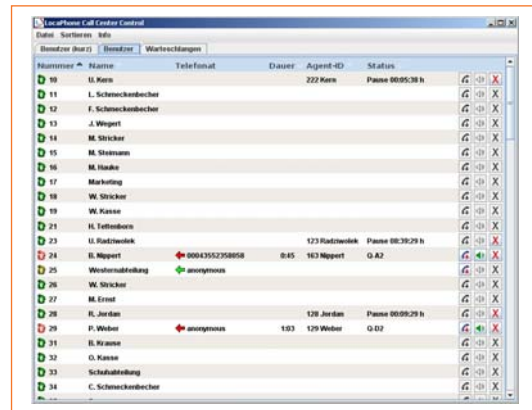 LocaPhone Call Center Control
Datei Sortieren Info
Benutzer (kurz) Benutzer Warteschlangen
Nummer Name Telefonat Dauer Agent-ID Status
10 U. Kern 222 Kern Pause 00:05:38 h
11 L. Schmeckenbecher
12 F. Schmeckenbecher
13 J. Wegert
14 M. Stricker
15 M. Steimann
16 M. Hauke
17 Marketing
18 W. Stricker
19 W. Kasse
21 H. Tettenborn
23 U. Radziwolek 123 Radziwolek Pause 00:39:29 h
24 B. Nippert 00043552358058 0:45 163 Nippert Q-A2
25 Westernabteilung anonymous
26 W. Stricker
27 M. Ernst
28 R. Jordan 128 Jordan Pause 00:09:29 h
29 P. Weber anonymous 1:03 129 Weber Q-D2
31 B. Krause
32 O. Kasse
33 Schuhabteilung
34 C. Schmeckenbecher